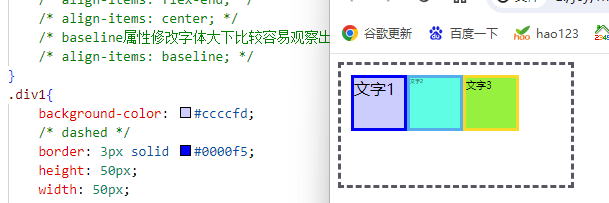 /* align-items: flex-end; */
/* align-items: center; */
/* baseline属性修改字体大下比较容易观察出
/* align-items: baseline; */
}
.div1{
background-color: #ccccfd;
/* dashed */
border: 3px solid #0000f5;
height: 50px;
width: 50px;
谷歌更新 百度一下 hoo hao123 2345
文字1 文字2 文字3